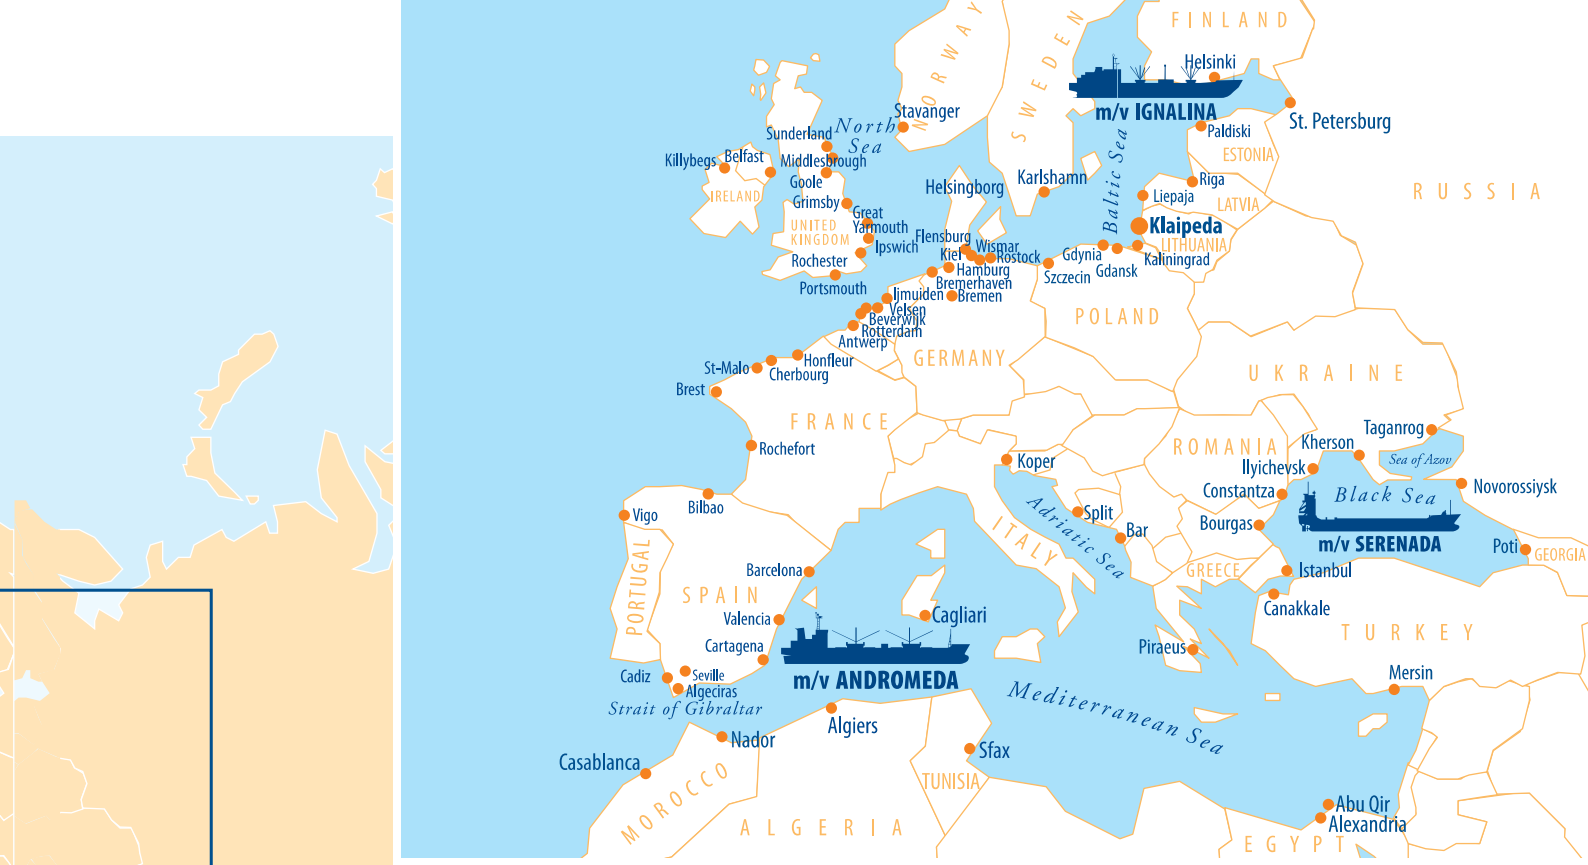 FINLAND
NORWAY
SWEDEN
Helsinki
m/v IGNALINA
Stavanger
St. Petersburg
North
Sea
Sunderland
Paldiski
ESTONIA
Killybegs
Belfast
Middlesbrough
Goole
Helsingborg
Karlshamn
Baltic Sea
Riga
RUSSIA
IRELAND
Grimsby
Liepaja
LATVIA
Great
Yarmouth
UNITED
KINGDOM
Klaipeda
Ipswich
Flensburg
Wismar
LITHUANIA
Rochester
Kiel
Rostock
Gdynia
Kaliningrad
Hamburg
Gdansk
Szczecin
Portsmouth
Bremerhaven
Ijmuiden
Bremen
Velsen
Beverwijk
POLAND
Rotterdam
Antwerp
GERMANY
Honfleur
St-Malo
Cherbourg
UKRAINE
Brest
FRANCE
Taganrog
ROMANIA
Kherson
Rochefort
Koper
Ilyichevsk
Sea of Azov
Constantza
Black Sea
Novorossiysk
Bilbao
Vigo
Adriatic Sea
Split
Bourgas
Bar
ITALY
m/v SERENADA
Poti
GEORGIA
PORTUGAL
Barcelona
GREECE
Istanbul
SPAIN
Canakkale
Valencia
Cagliari
TURKEY
Cartagena
Piraeus
Cadiz
Seville
m/v ANDROMEDA
Mersin
Algeciras
Strait of Gibraltar
Mediterranean Sea
Algiers
Nador
Sfax
Casablanca
TUNISIA
MOROCCO
Abu Qir
ALGERIA
Alexandria
EGYPT